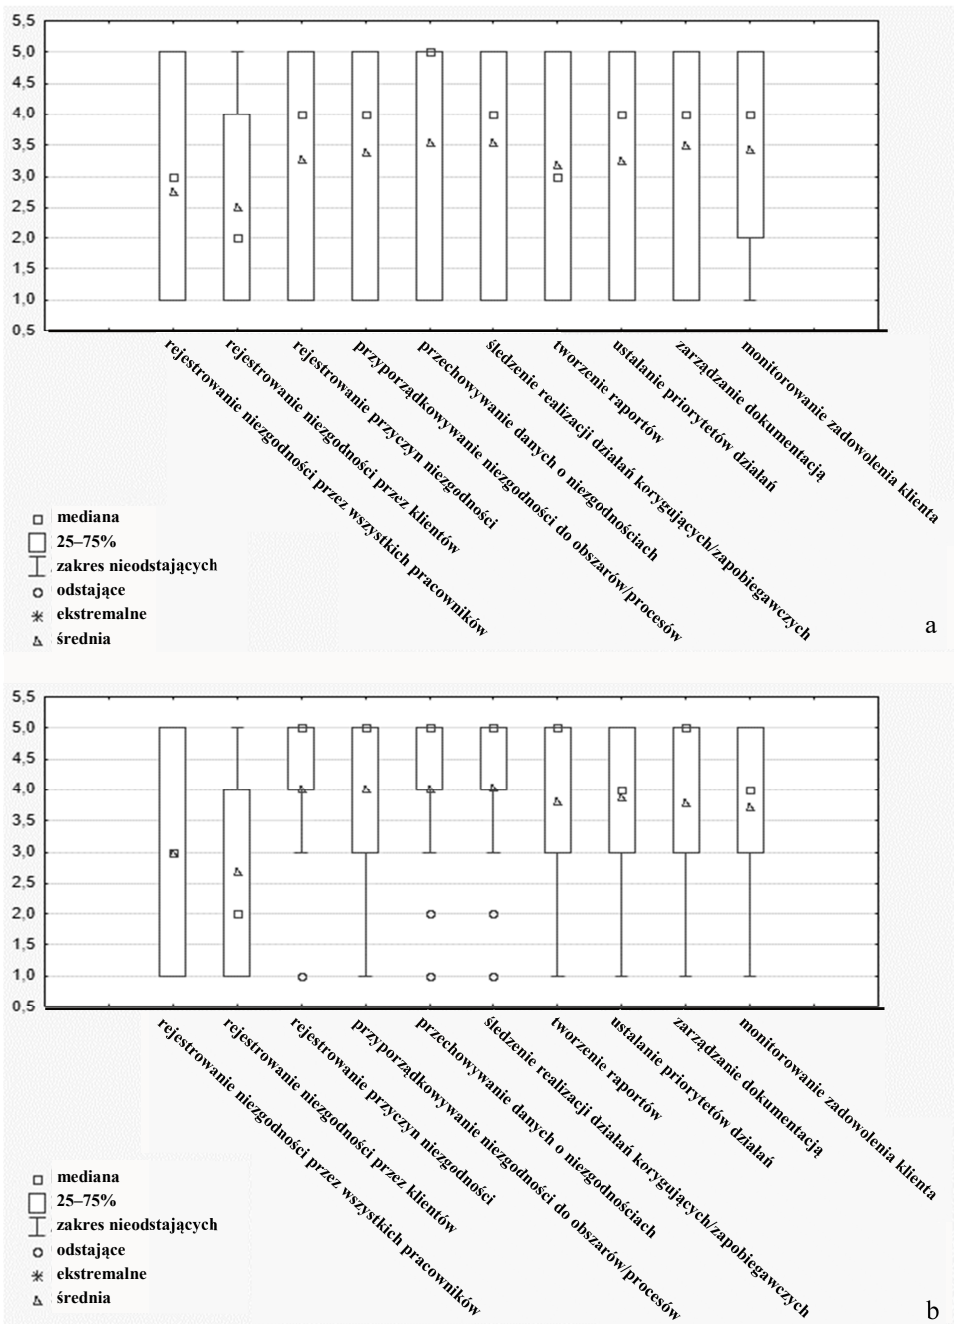 5,5
5,0
4,5
4,0
3,5
3,0
2,5
2,0
1,5
1,0
0,5
rejestrowanie niezgodności przez wszystkich pracowników
rejestrowanie niezgodności przez klientów
rejestrowanie przyczyn niezgodności
przyporządkowywanie niezgodności do obszarów/procesów
przechowywanie danych o niezgodnościach
śledzenie realizacji działań korygujących/zapobiegawczych
tworzenie raportów
ustalanie priorytetów działań
zarządzanie dokumentacją
monitorowanie zadowolenia klienta
mediana
25–75%
zakres nieodstających
odstające
ekstremalne
średnia
a
5,5
5,0
4,5
4,0
3,5
3,0
2,5
2,0
1,5
1,0
0,5
rejestrowanie niezgodności przez wszystkich pracowników
rejestrowanie niezgodności przez klientów
rejestrowanie przyczyn niezgodności
przyporządkowywanie niezgodności do obszarów/procesów
przechowywanie danych o niezgodnościach
śledzenie realizacji działań korygujących/zapobiegawczych
tworzenie raportów
ustalanie priorytetów działań
zarządzanie dokumentacją
monitorowanie zadowolenia klienta
mediana
25–75%
zakres nieodstających
odstające
ekstremalne
średnia
b